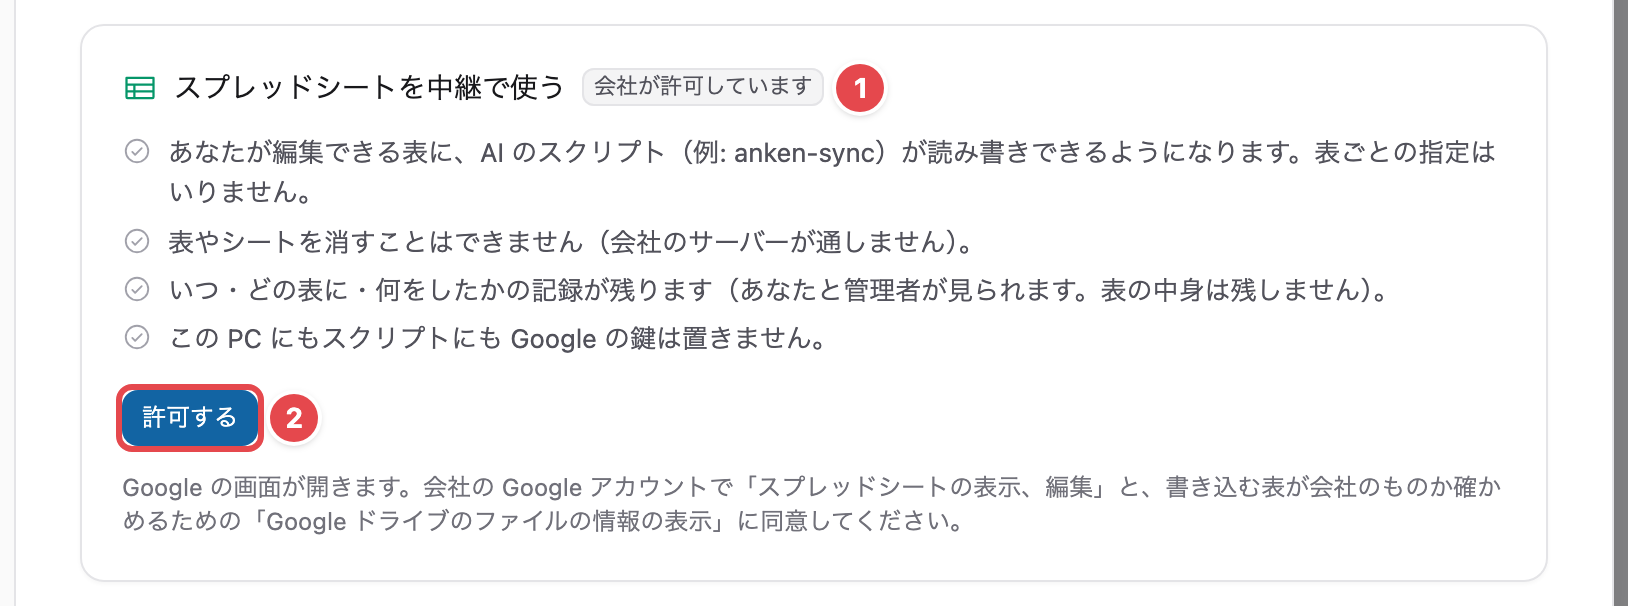 スプレッドシートを中継で使う 会社が許可しています 1
あなたが編集できる表に、AI のスクリプト（例: anken-sync）が読み書きできるようになります。表ごとの指定は
いりません。
表やシートを消すことはできません（会社のサーバーが通しません）。
いつ・どの表に・何をしたかの記録が残ります（あなたと管理者が見られます。表の中身は残しません）。
この PC にもスクリプトにも Google の鍵は置きません。
許可する 2
Google の画面が開きます。会社の Google アカウントで「スプレッドシートの表示、編集」と、書き込む表が会社のものか確か
めるための「Google ドライブのファイルの情報の表示」に同意してください。